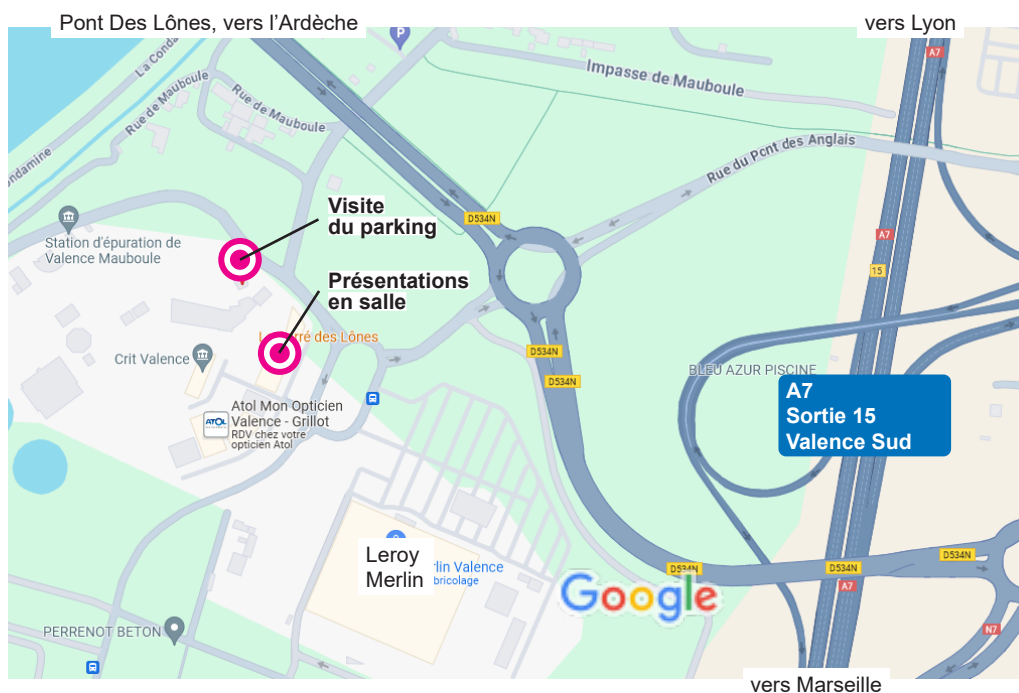 Pont Des Lônes, vers l'Ardèche
vers Lyon
A7
La Condamine
P
Impasse de Mauboule
Rue de Mauboule
Rue de Mauboule
Rue du Pont des Anglais
Condamine
Visite
du parking
D534N
A7
Station d'épuration de
Valence Mauboule
15
Présentations
en salle
rré des Lônes
D534N
Crit Valence
D534N
BLEU AZUR PISCINE
A7
Sortie 15
Valence Sud
ATOL
Atol Mon Opticien
Valence - Grillot
RDV chez votre
opticien Atol
Leroy
Merlin
rlin Valence
bricolage
D534N
D534N
D534N
A7
Google
PERRENOT BETON
N7
vers Marseille